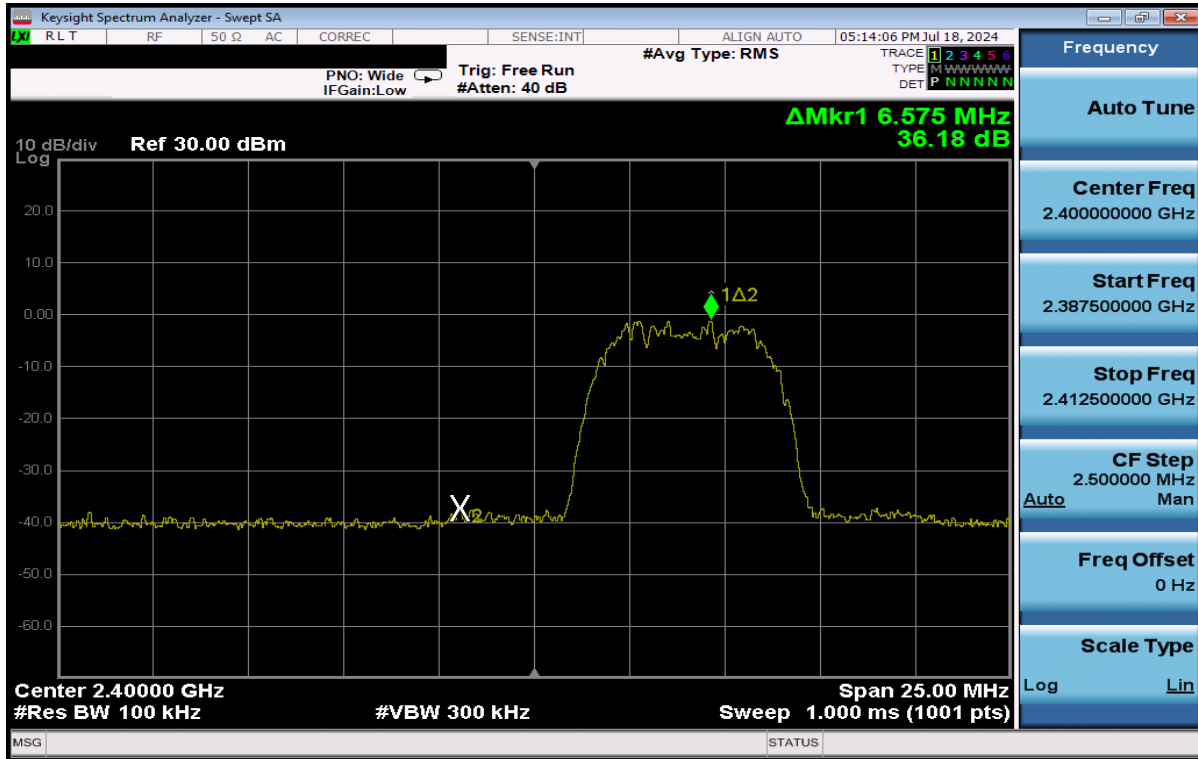 Keysight Spectrum Analyzer - Swept SA
LXI RLT RF 50 Ω AC CORREC SENSE:INT ALIGN AUTO 05:14:06 PM Jul 18, 2024
Frequency
#Avg Type: RMS TRACE 1 2 3 4 5 6
PNO: Wide Trig: Free Run TYPE M WWWWW
IFGain:Low #Atten: 40 dB DET P N N N N N
Auto Tune
ΔMkr1 6.575 MHz
36.18 dB
10 dB/div Ref 30.00 dBm
Log
Center Freq
2.400000000 GHz
20.0
10.0
Start Freq
2.387500000 GHz
1Δ2
0.00
-10.0
Stop Freq
2.412500000 GHz
-20.0
-30.0
CF Step
2.500000 MHz
Auto Man
X2
-40.0
-50.0
Freq Offset
0 Hz
-60.0
Scale Type
Log Lin
Center 2.40000 GHz Span 25.00 MHz
#Res BW 100 kHz #VBW 300 kHz Sweep 1.000 ms (1001 pts)
MSG STATUS